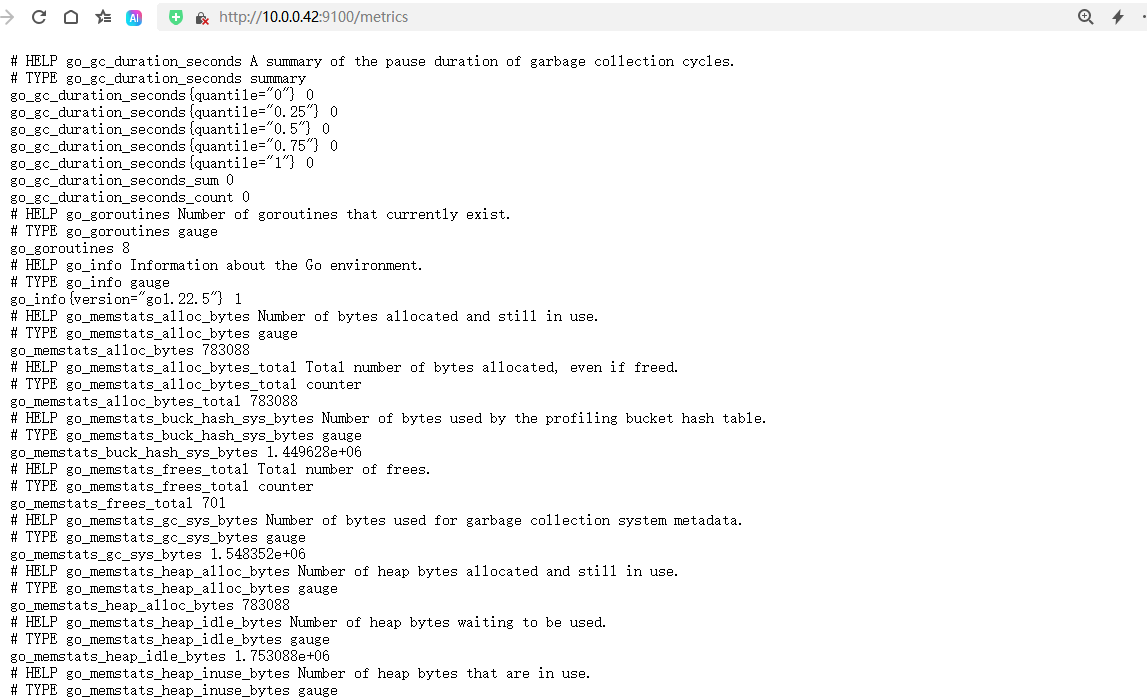 AI http://10.0.0.42:9100/metrics
# HELP go_gc_duration_seconds A summary of the pause duration of garbage collection cycles.
# TYPE go_gc_duration_seconds summary
go_gc_duration_seconds{quantile="0"} 0
go_gc_duration_seconds{quantile="0.25"} 0
go_gc_duration_seconds{quantile="0.5"} 0
go_gc_duration_seconds{quantile="0.75"} 0
go_gc_duration_seconds{quantile="1"} 0
go_gc_duration_seconds_sum 0
go_gc_duration_seconds_count 0
# HELP go_goroutines Number of goroutines that currently exist.
# TYPE go_goroutines gauge
go_goroutines 8
# HELP go_info Information about the Go environment.
# TYPE go_info gauge
go_info{version="go1.22.5"} 1
# HELP go_memstats_alloc_bytes Number of bytes allocated and still in use.
# TYPE go_memstats_alloc_bytes gauge
go_memstats_alloc_bytes 783088
# HELP go_memstats_alloc_bytes_total Total number of bytes allocated, even if freed.
# TYPE go_memstats_alloc_bytes_total counter
go_memstats_alloc_bytes_total 783088
# HELP go_memstats_buck_hash_sys_bytes Number of bytes used by the profiling bucket hash table.
# TYPE go_memstats_buck_hash_sys_bytes gauge
go_memstats_buck_hash_sys_bytes 1.449628e+06
# HELP go_memstats_frees_total Total number of frees.
# TYPE go_memstats_frees_total counter
go_memstats_frees_total 701
# HELP go_memstats_gc_sys_bytes Number of bytes used for garbage collection system metadata.
# TYPE go_memstats_gc_sys_bytes gauge
go_memstats_gc_sys_bytes 1.548352e+06
# HELP go_memstats_heap_alloc_bytes Number of heap bytes allocated and still in use.
# TYPE go_memstats_heap_alloc_bytes gauge
go_memstats_heap_alloc_bytes 783088
# HELP go_memstats_heap_idle_bytes Number of heap bytes waiting to be used.
# TYPE go_memstats_heap_idle_bytes gauge
go_memstats_heap_idle_bytes 1.753088e+06
# HELP go_memstats_heap_inuse_bytes Number of heap bytes that are in use.
# TYPE go_memstats_heap_inuse_bytes gauge